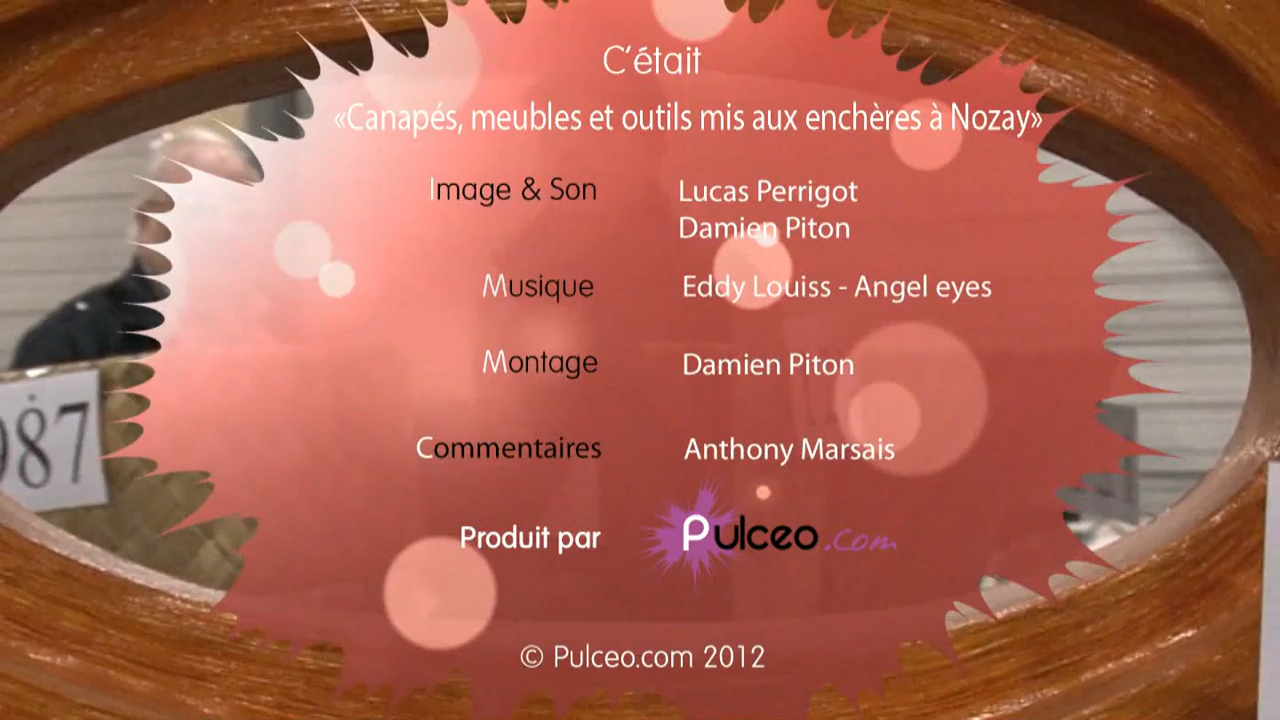 C'était
«Canapés, meubles et outils mis aux enchères à Nozay»
Image & Son Lucas Perrigot
Damien Piton
Musique Eddy Louiss - Angel eyes
Montage Damien Piton
987
Commentaires Anthony Marsais
Produit par Pulceo.com
© Pulceo.com 2012